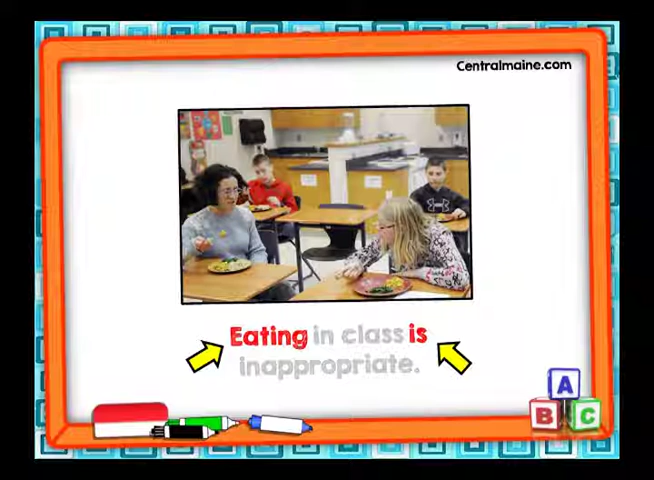 Centralmaine.com
Eating in class is
inappropriate.
A
B C